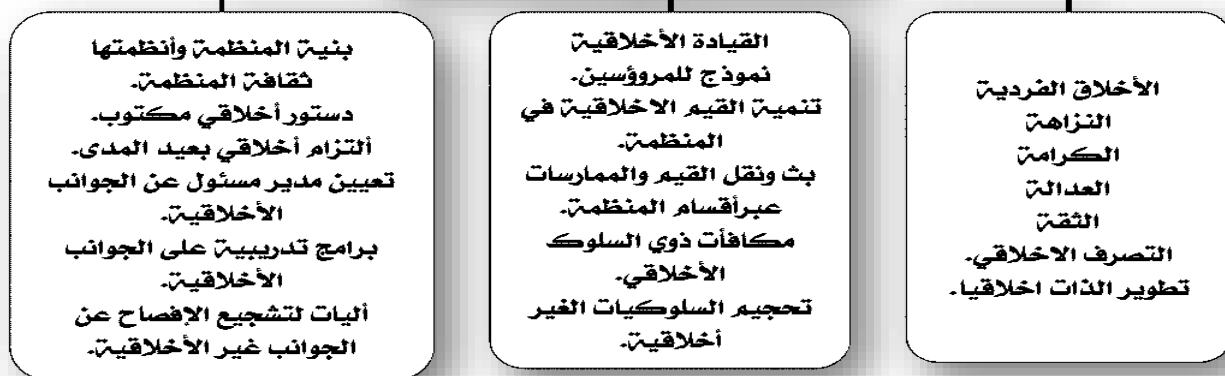 الأخلاق الفردية
النزاهة
الكرامة
العدالة
الثقة
التصرف الاخلاقي.
تطوير الذات اخلاقيا.
القيادة الأخلاقية
نموذج للمروؤسين.
تنمية القيم الاخلاقية في
المنظمة.
بث ونقل القيم والممارسات
عبرأقسام المنظمة.
مكافأت ذوي السلوك
الأخلاقي.
تحجيم السلوكيات الغير
أخلاقية.
بنية المنظمة وأنظمتها
ثقافة المنظمة.
دستور أخلاقي مكتوب.
ألتزام أخلاقي بعيد المدى.
تعيين مدير مسئول عن الجوانب
الأخلاقية.
برامج تدريبية على الجوانب
الأخلاقية.
أليات لتشجيع الإفصاح عن
الجوانب غير الأخلاقية.